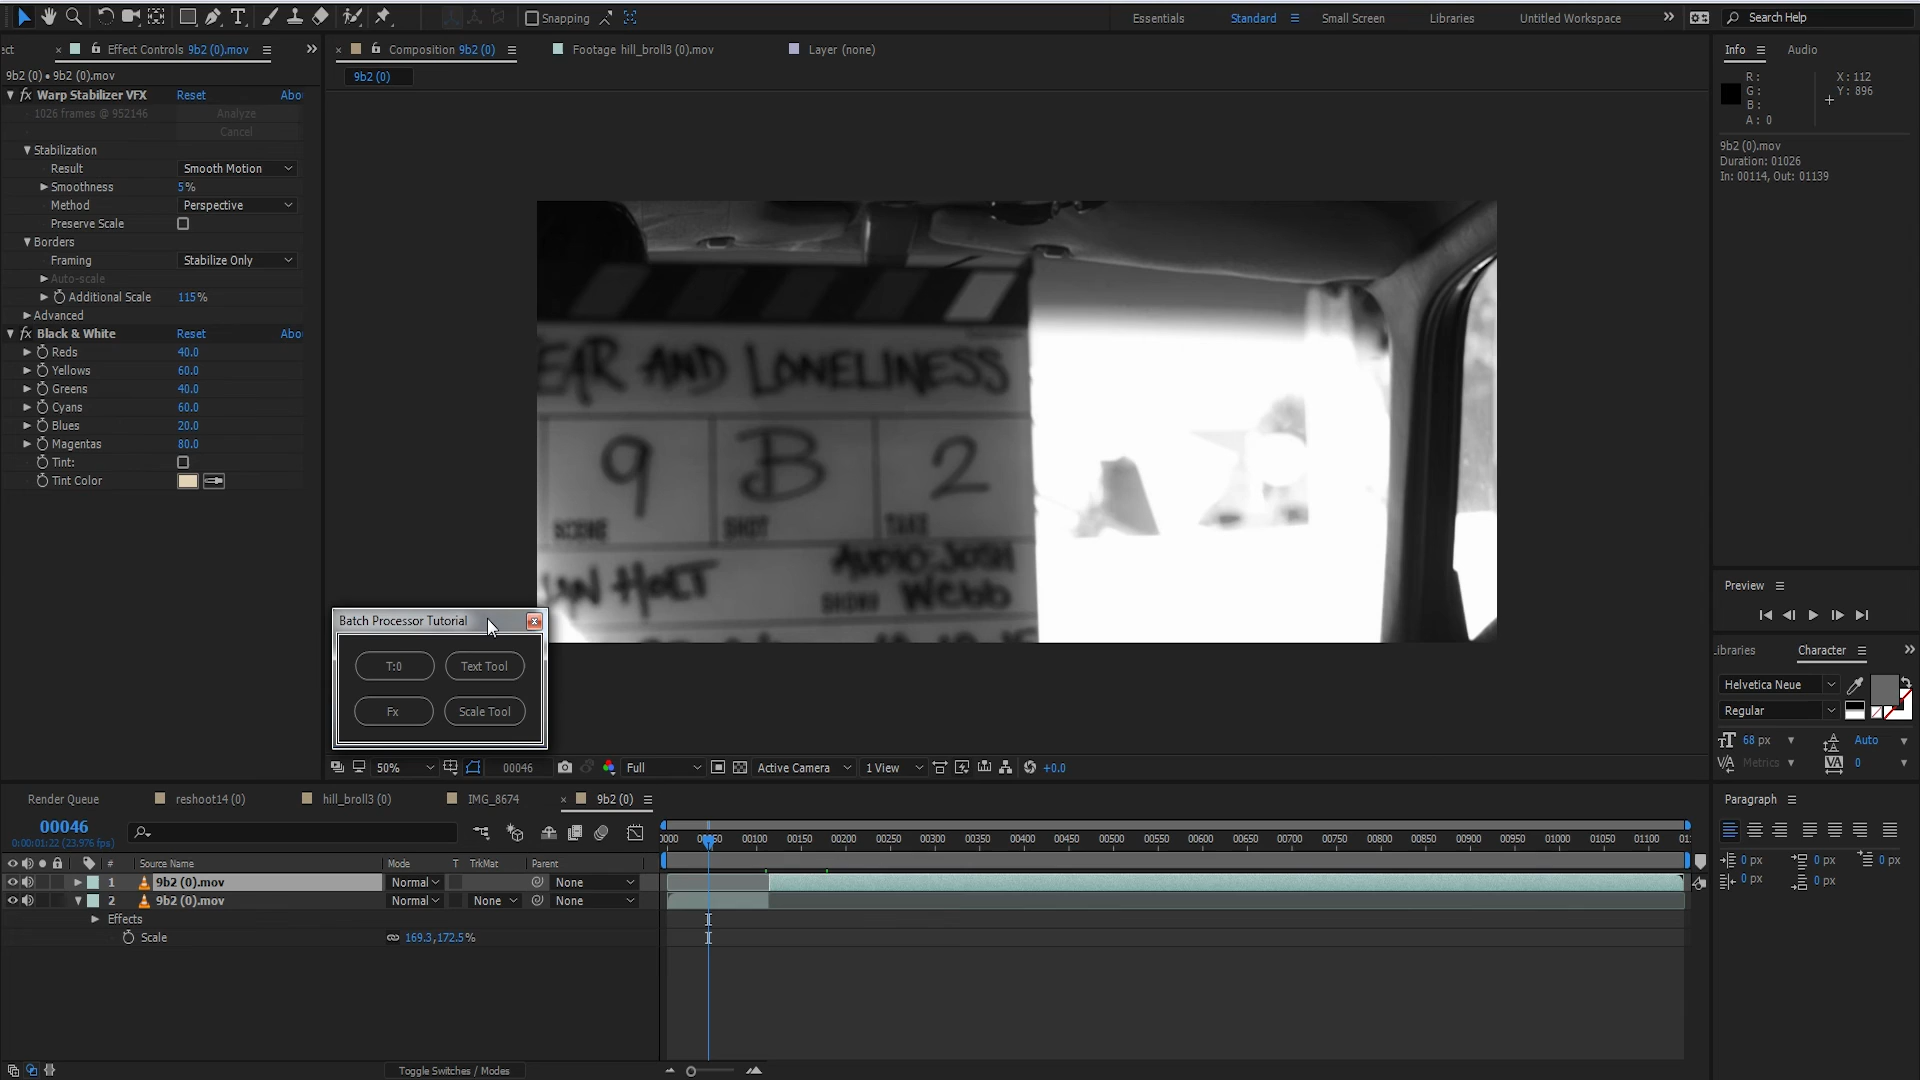 Snapping
Essentials
Standard
Small Screen
Libraries
Untitled Workspace
Search Help
ect
Effect Controls 9b2 (0).mov
Composition 9b2 (0)
Footage hill_broll3 (0).mov
Layer (none)
Info
Audio
9b2 (0) • 9b2 (0).mov
9b2 (0)
R:
G:
B:
A: 0
X: 112
Y: 896
Warp Stabilizer VFX
Reset
Abo
1026 frames @ 952146
Analyze
Cancel
Stabilization
Result
Smooth Motion
Smoothness
5%
Method
Perspective
Preserve Scale
Borders
Framing
Stabilize Only
Auto-scale
Additional Scale
115%
Advanced
Black & White
Reset
Abo
Reds
40.0
Yellows
60.0
Greens
40.0
Cyans
60.0
Blues
20.0
Magentas
80.0
Tint:
Tint Color
9b2 (0).mov
Duration: 01026
In: 00114, Out: 01139
EAR AND LONELINESS
9 B 2
SCENE SHOT TAKE
AN HOLT
AUDIO: JOSH
Webb
Batch Processor Tutorial
T:0
Text Tool
Fx
Scale Tool
Preview
ibraries
Character
Helvetica Neue
Regular
68 px
Auto
Metrics
0
50%
00046
Full
Active Camera
1 View
+0.0
Render Queue
reshoot14 (0)
hill_broll3 (0)
IMG_8674
9b2 (0)
Paragraph
0 px
0 px
0 px
0 px
0 px
00046
0:00:01:22 (23.976 fps)
0000 00050 00100 00150 00200 00250 00300 00350 00400 00450 00500 00550 00600 00650 00700 00750 00800 00850 00900 00950 01000 01050 01100 011
# Source Name Mode T TrkMat Parent
1 9b2 (0).mov Normal None
2 9b2 (0).mov Normal None None
Effects
Scale
169.3,172.5%
Toggle Switches / Modes